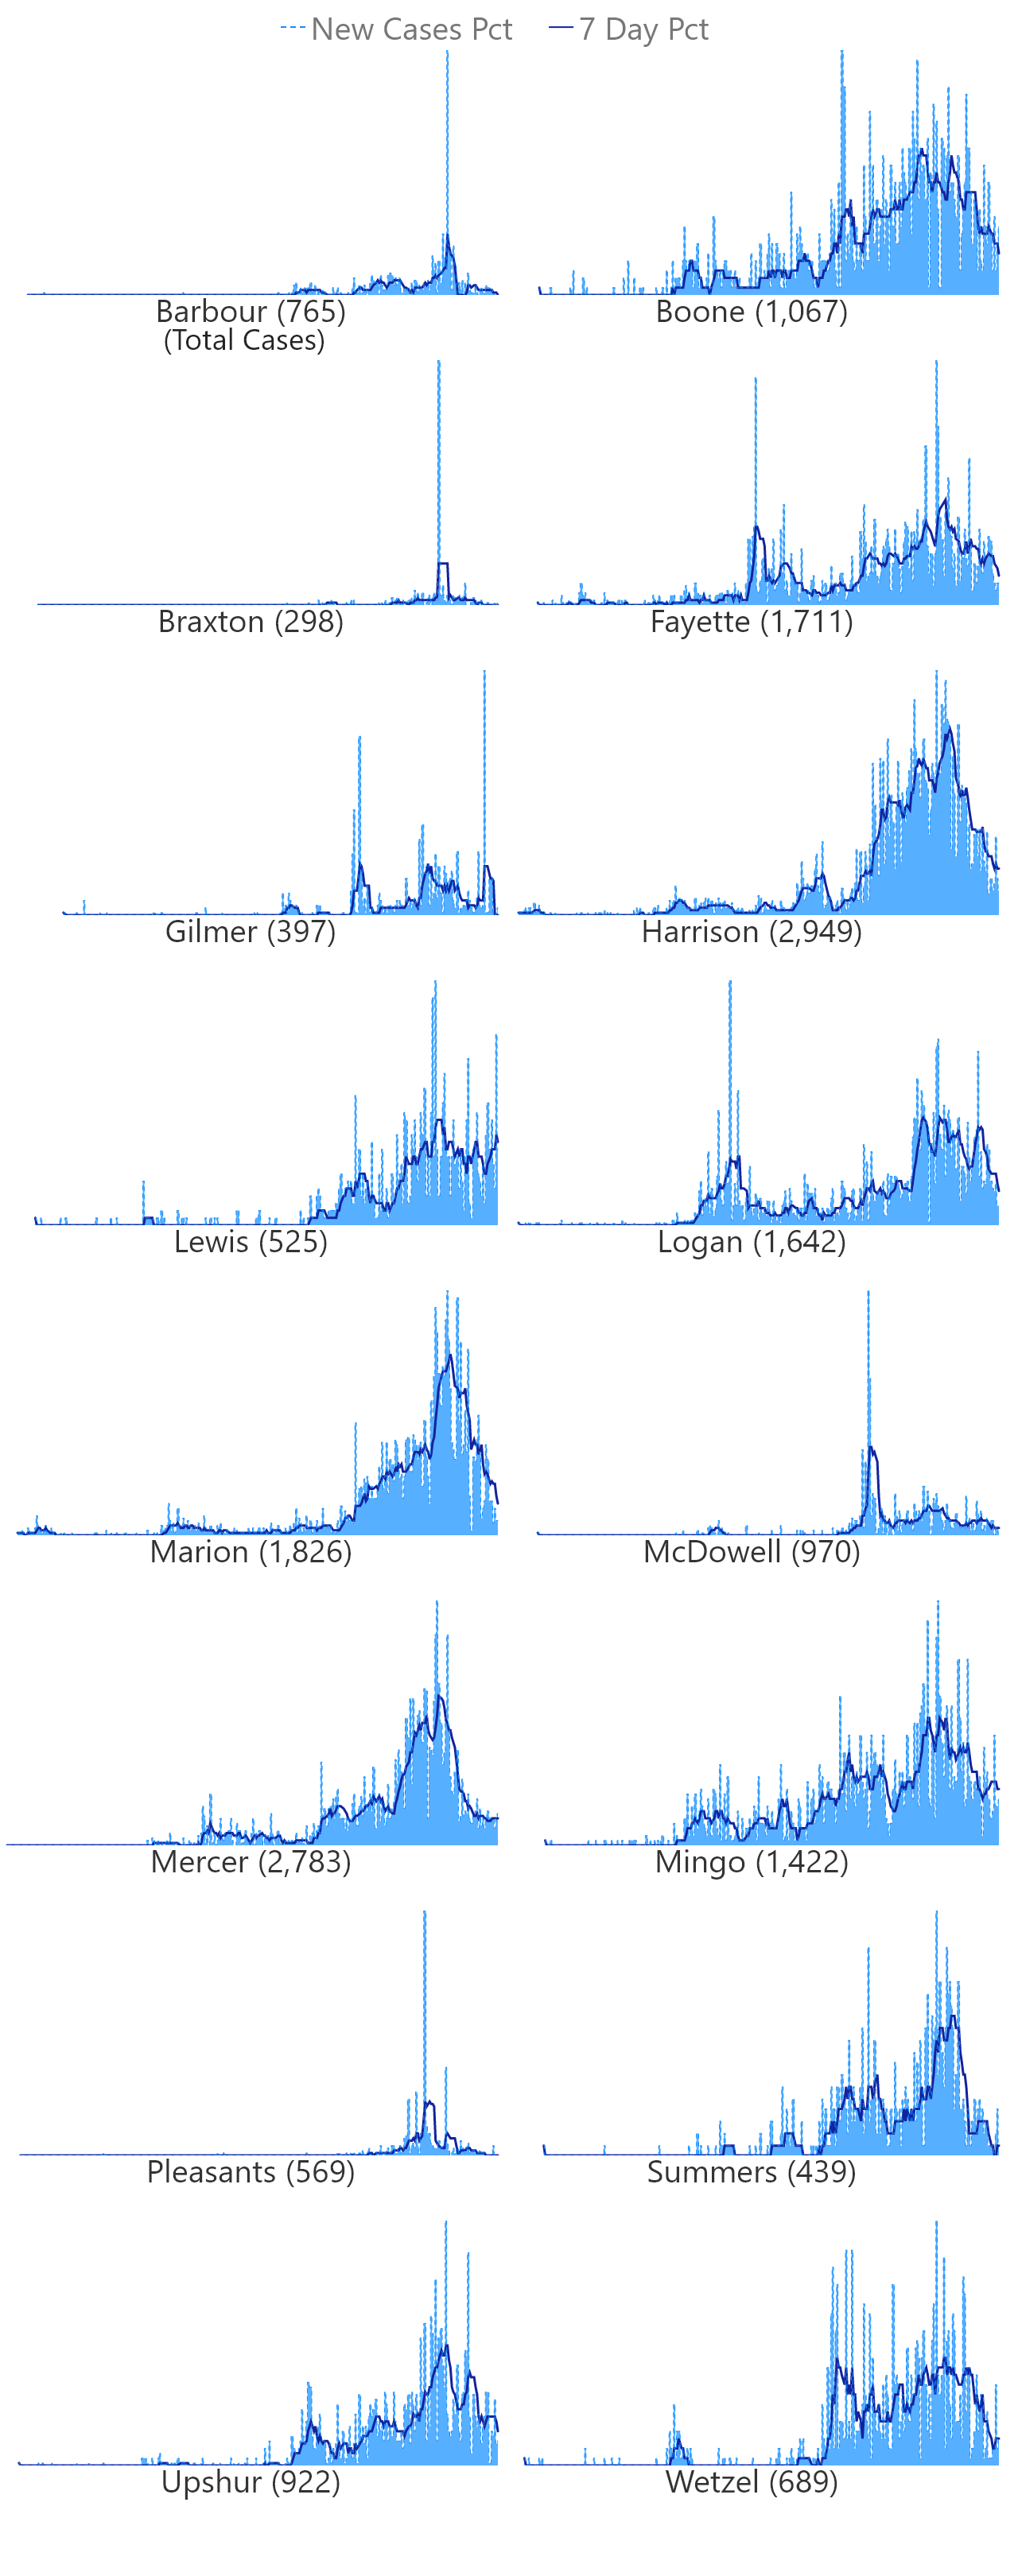 New Cases Pct 7 Day Pct
Barbour (765) Boone (1,067)
(Total Cases)
Braxton (298) Fayette (1,711)
Gilmer (397) Harrison (2,949)
Lewis (525) Logan (1,642)
Marion (1,826) McDowell (970)
Mercer (2,783) Mingo (1,422)
Pleasants (569) Summers (439)
Upshur (922) Wetzel (689)